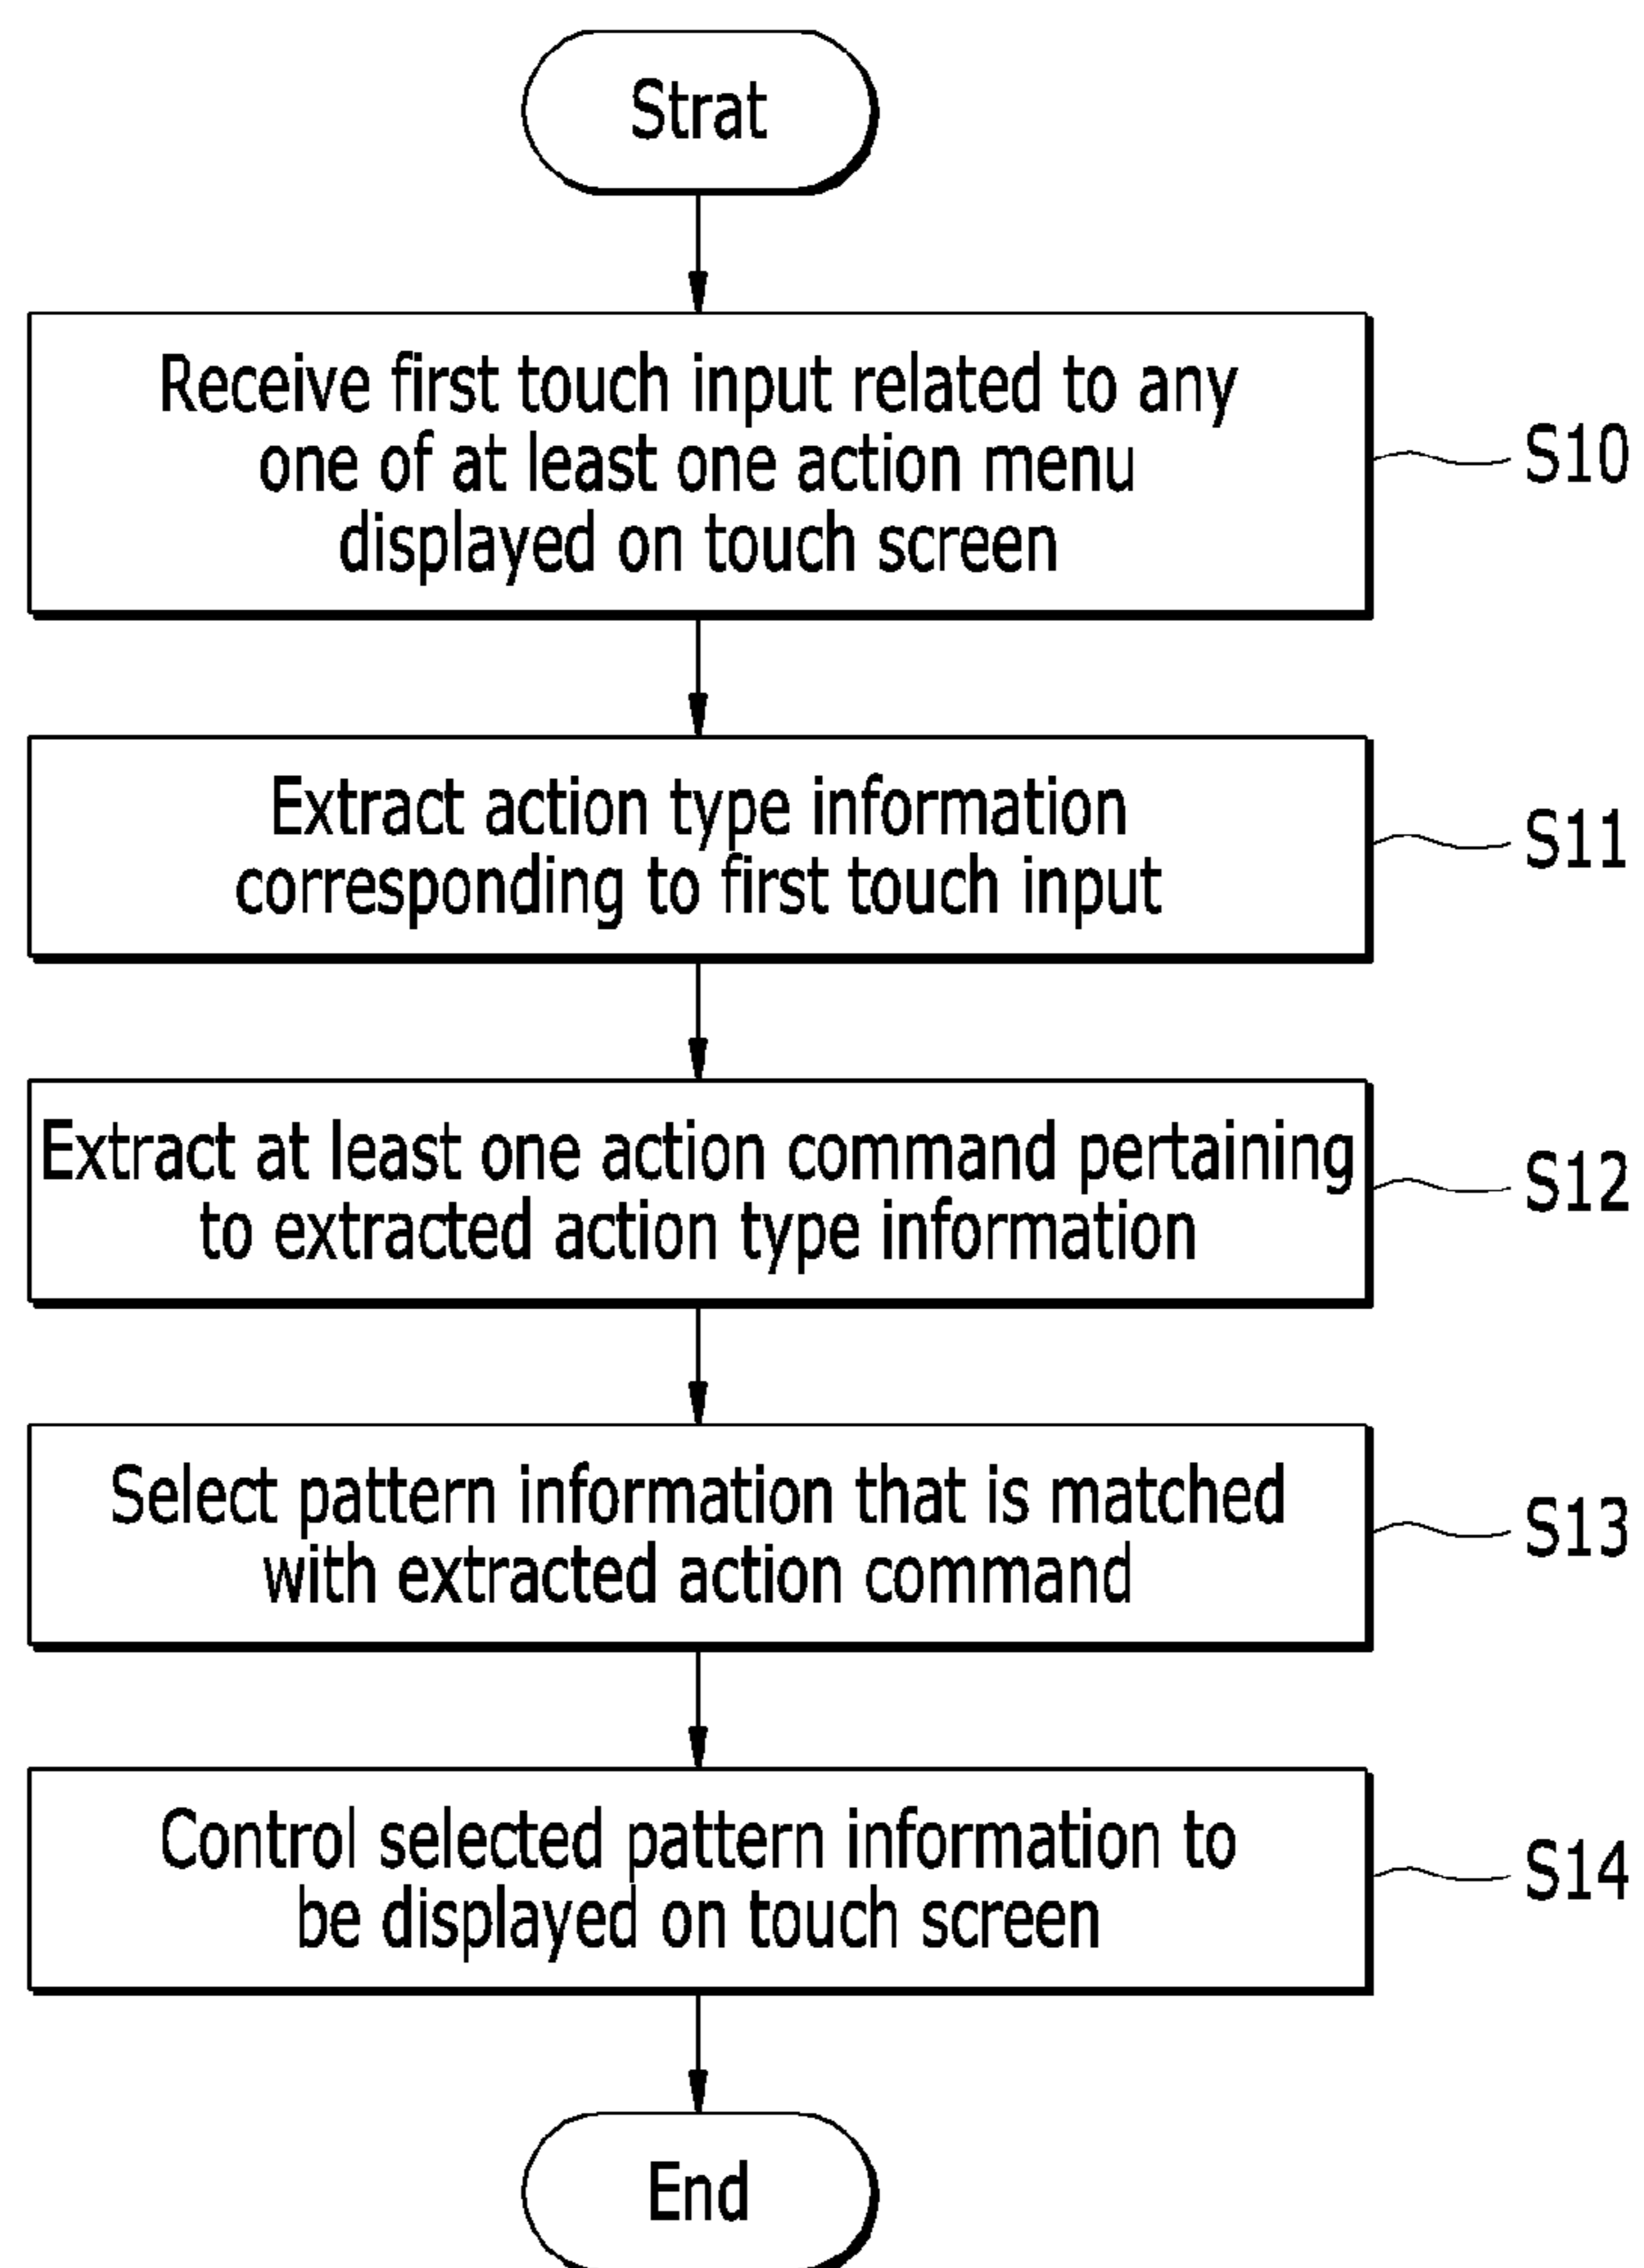 Strat
Receive first touch input related to any
one of at least one action menu
displayed on touch screen
S10
Extract action type information
corresponding to first touch input
S11
Extract at least one action command pertaining
to extracted action type information
S12
Select pattern information that is matched
with extracted action command
S13
Control selected pattern information to
be displayed on touch screen
S14
End